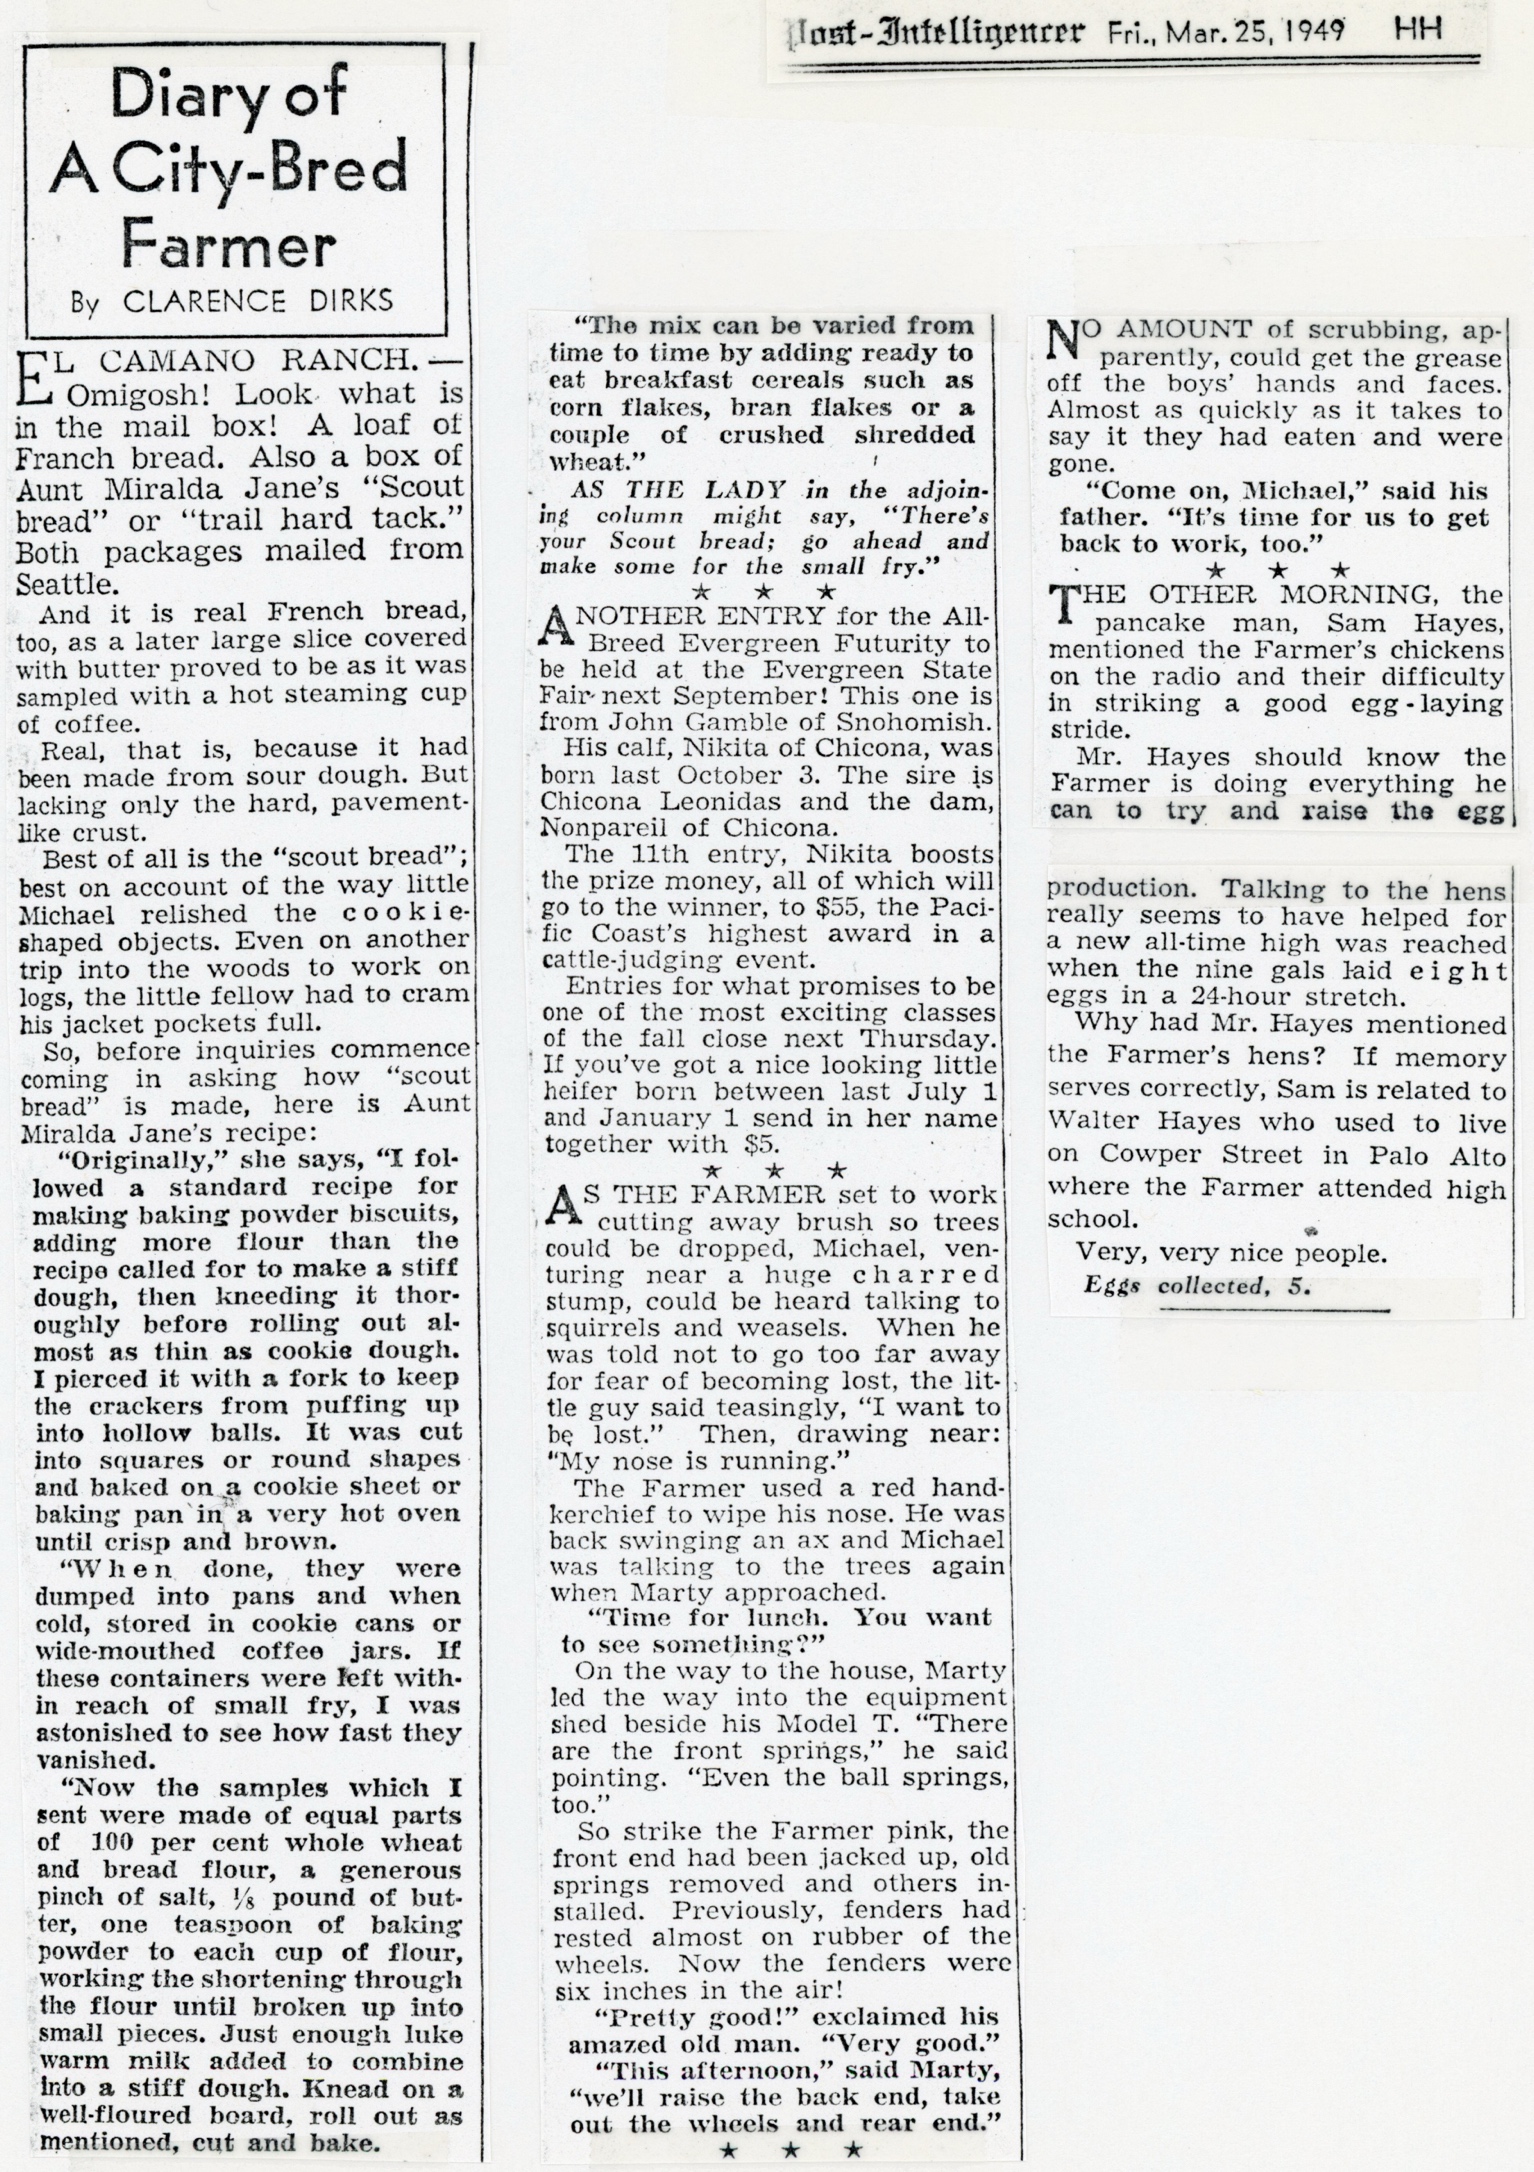 Post-Intelligencer Fri., Mar. 25, 1949 HH
Diary of
A City-Bred
Farmer
By CLARENCE DIRKS
EL CAMANO RANCH.—
Omigosh! Look what is
in the mail box! A loaf of
Franch bread. Also a box of
Aunt Miralda Jane's "Scout
bread" or "trail hard tack."
Both packages mailed from
Seattle.
And it is real French bread,
too, as a later large slice covered
with butter proved to be as it was
sampled with a hot steaming cup
of coffee.
Real, that is, because it had
been made from sour dough. But
lacking only the hard, pavement-
like crust.
Best of all is the "scout bread";
best on account of the way little
Michael relished the cookie-
shaped objects. Even on another
trip into the woods to work on
logs, the little fellow had to cram
his jacket pockets full.
So, before inquiries commence
coming in asking how "scout
bread" is made, here is Aunt
Miralda Jane's recipe:
"Originally," she says, "I fol-
lowed a standard recipe for
making baking powder biscuits,
adding more flour than the
recipe called for to make a stiff
dough, then kneeding it thor-
oughly before rolling out al-
most as thin as cookie dough.
I pierced it with a fork to keep
the crackers from puffing up
into hollow balls. It was cut
into squares or round shapes
and baked on a cookie sheet or
baking pan in a very hot oven
until crisp and brown.
"When done, they were
dumped into pans and when
cold, stored in cookie cans or
wide-mouthed coffee jars. If
these containers were left with-
in reach of small fry, I was
astonished to see how fast they
vanished.
"Now the samples which I
sent were made of equal parts
of 100 per cent whole wheat
and bread flour, a generous
pinch of salt, ⅛ pound of but-
ter, one teaspoon of baking
powder to each cup of flour,
working the shortening through
the flour until broken up into
small pieces. Just enough luke
warm milk added to combine
into a stiff dough. Knead on a
well-floured board, roll out as
mentioned, cut and bake.
"The mix can be varied from
time to time by adding ready to
eat breakfast cereals such as
corn flakes, bran flakes or a
couple of crushed shredded
wheat."
AS THE LADY in the adjoin-
ing column might say, "There's
your Scout bread; go ahead and
make some for the small fry."
★ ★ ★
ANOTHER ENTRY for the All-
Breed Evergreen Futurity to
be held at the Evergreen State
Fair next September! This one is
from John Gamble of Snohomish.
His calf, Nikita of Chicona, was
born last October 3. The sire is
Chicona Leonidas and the dam,
Nonpareil of Chicona.
The 11th entry, Nikita boosts
the prize money, all of which will
go to the winner, to $55, the Paci-
fic Coast's highest award in a
cattle-judging event.
Entries for what promises to be
one of the most exciting classes
of the fall close next Thursday.
If you've got a nice looking little
heifer born between last July 1
and January 1 send in her name
together with $5.
★ ★ ★
AS THE FARMER set to work
cutting away brush so trees
could be dropped, Michael, ven-
turing near a huge charred
stump, could be heard talking to
squirrels and weasels. When he
was told not to go too far away
for fear of becoming lost, the lit-
tle guy said teasingly, "I want to
be lost." Then, drawing near:
"My nose is running."
The Farmer used a red hand-
kerchief to wipe his nose. He was
back swinging an ax and Michael
was talking to the trees again
when Marty approached.
"Time for lunch. You want
to see something?"
On the way to the house, Marty
led the way into the equipment
shed beside his Model T. "There
are the front springs," he said
pointing. "Even the ball springs,
too."
So strike the Farmer pink, the
front end had been jacked up, old
springs removed and others in-
stalled. Previously, fenders had
rested almost on rubber of the
wheels. Now the fenders were
six inches in the air!
"Pretty good!" exclaimed his
amazed old man. "Very good."
"This afternoon," said Marty,
"we'll raise the back end, take
out the wheels and rear end."
★ ★ ★
NO AMOUNT of scrubbing, ap-
parently, could get the grease
off the boys' hands and faces.
Almost as quickly as it takes to
say it they had eaten and were
gone.
"Come on, Michael," said his
father. "It's time for us to get
back to work, too."
★ ★ ★
THE OTHER MORNING, the
pancake man, Sam Hayes,
mentioned the Farmer's chickens
on the radio and their difficulty
in striking a good egg-laying
stride.
Mr. Hayes should know the
Farmer is doing everything he
can to try and raise the egg
production. Talking to the hens
really seems to have helped for
a new all-time high was reached
when the nine gals laid eight
eggs in a 24-hour stretch.
Why had Mr. Hayes mentioned
the Farmer's hens? If memory
serves correctly, Sam is related to
Walter Hayes who used to live
on Cowper Street in Palo Alto
where the Farmer attended high
school.
Very, very nice people.
Eggs collected, 5.